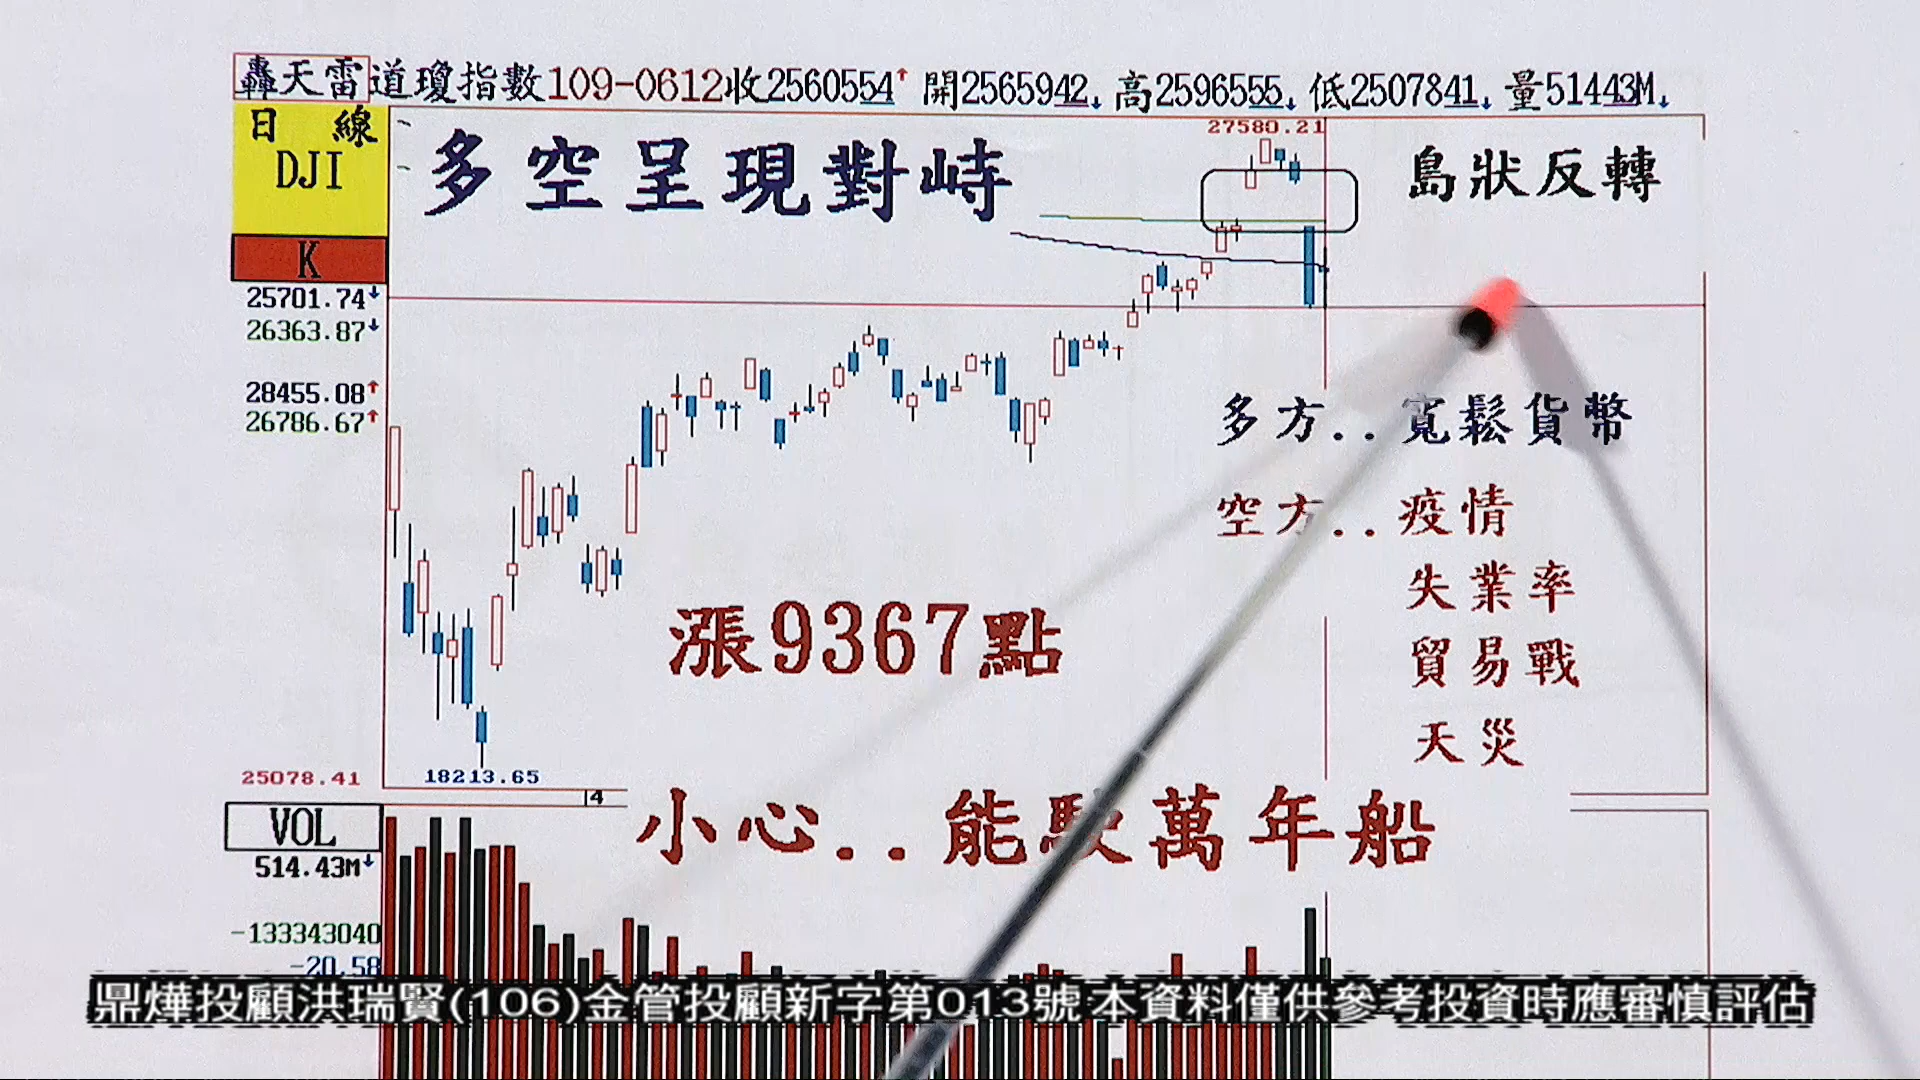 轟天雷道瓊指數109-0612收2560554↑ 開2565942↓高2596555↓低2507841↓量51443M↓
日 線
DJI
K
27580.21
多空呈現對峙
島狀反轉
25701.74↓
26363.87↓
28455.08↑
26786.67↑
多方..寬鬆貨幣
空方..疫情
失業率
漲9367點
貿易戰
天災
25078.41
18213.65
4
小心..能駛萬年船
VOL
514.43M↓
-133343040
-20.58
鼎燁投顧洪瑞賢(106)金管投顧新字第013號 本資料僅供參考投資時應審慎評估